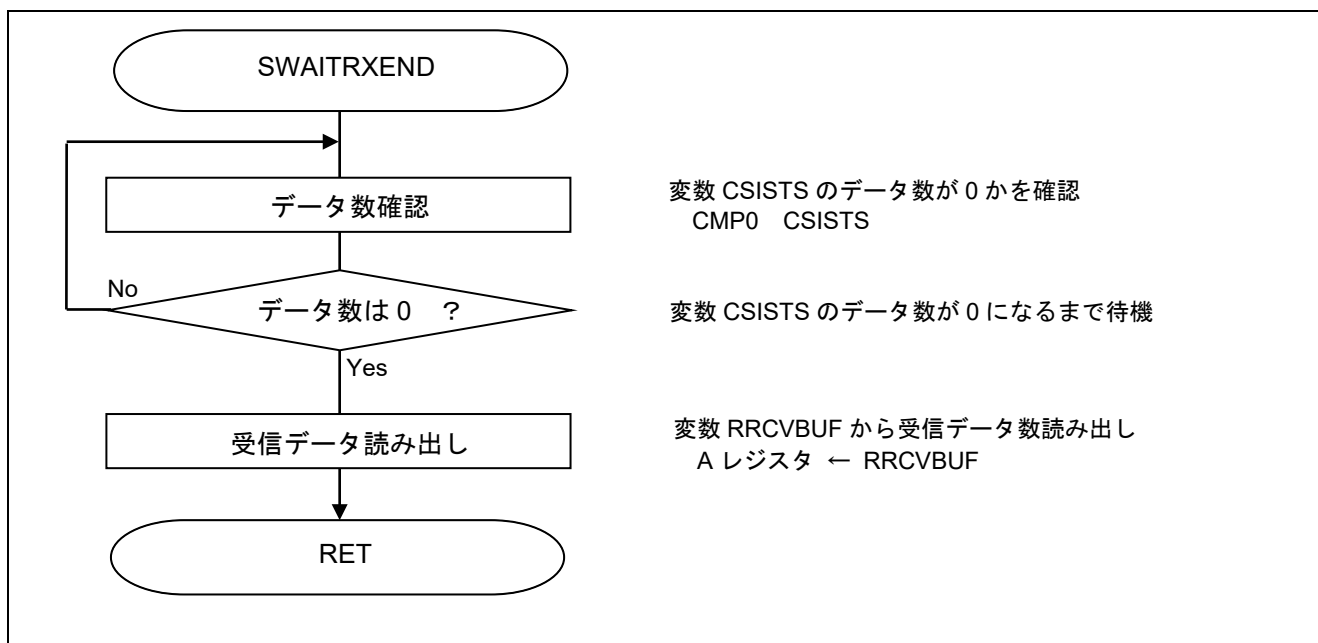 SWAITRXEND
データ数確認
変数 CSISTS のデータ数が 0 かを確認
CMP0 CSISTS
No
データ数は 0 ?
変数 CSISTS のデータ数が 0 になるまで待機
Yes
受信データ読み出し
変数 RRCVBUF から受信データ数読み出し
A レジスタ ← RRCVBUF
RET